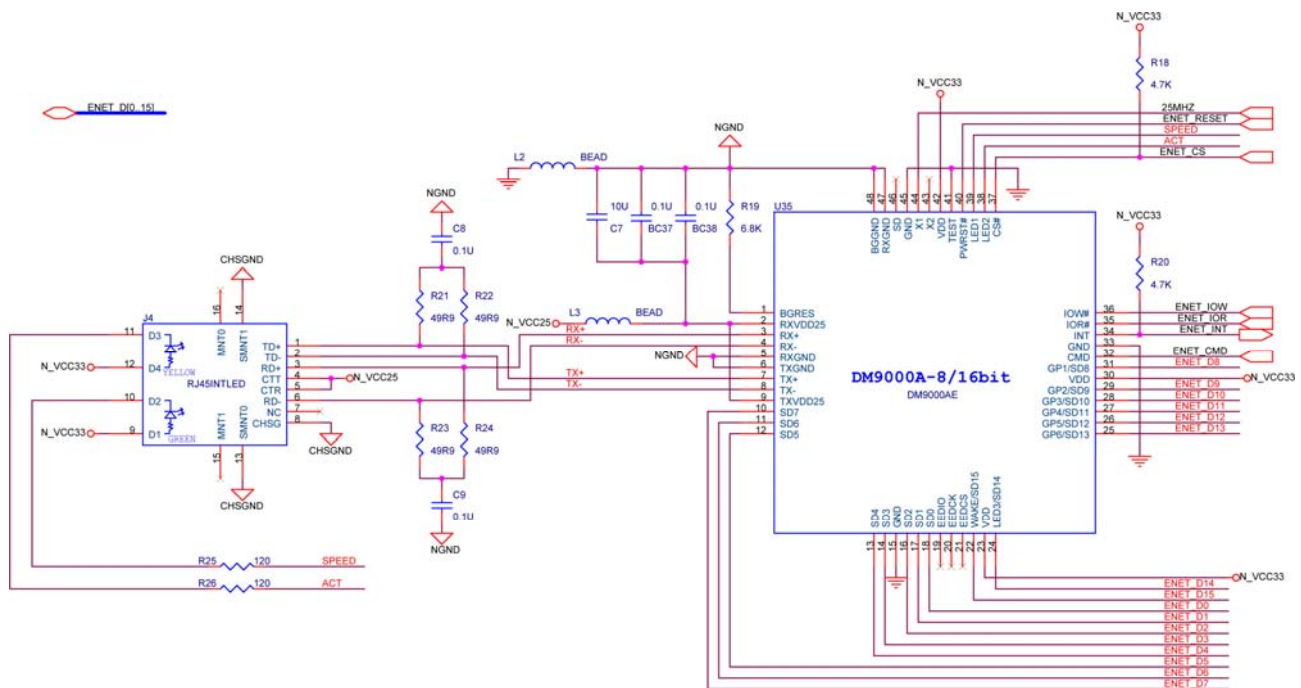 N_VCC33
R18
4.7K
N_VCC33
ENET_D[0..15]
25MHZ
ENET_RESET
SPEED
ACT
ENET_CS
NGND
L2 BEAD
NGND
10U 0.1U 0.1U
C7 BC37 BC38
R19
6.8K
U35
48 47 46 45 44 43 42 41 40 39 38 37
BGGND RXGND SD GND X1 X2 VDD TEST PWRST# LED1 LED2 CS#
N_VCC33
R20
4.7K
C8
0.1U
CHSGND
R21 R22
49R9 49R9
L3 BEAD
N_VCC25
RX+
RX-
NGND
TX+
TX-
J4
16 14
MNT0 SMNT1
11 D3
12 D4
YELLOW
10 D2
9 D1
GREEN
N_VCC33
N_VCC33
RJ45INTLED
TD+ 1
TD- 2
RD+ 3
CTT 4
CTR 5
RD- 6
NC 7
CHSG 8
N_VCC25
CHSGND
MNT1 SMNT0
15 13
CHSGND
R23 R24
49R9 49R9
C9
0.1U
NGND
1 BGRES
2 RXVDD25
3 RX+
4 RX-
5 RXGND
6 TXGND
7 TX+
8 TX-
9 TXVDD25
10 SD7
11 SD6
12 SD5
DM9000A-8/16bit
DM9000AE
IOW# 36 ENET_IOW
IOR# 35 ENET_IOR
INT 34 ENET_INT
GND 33
CMD 32 ENET_CMD
GP1/SD8 31 ENET_D8
VDD 30 N_VCC33
GP2/SD9 29 ENET_D9
GP3/SD10 28 ENET_D10
GP4/SD11 27 ENET_D11
GP5/SD12 26 ENET_D12
GP6/SD13 25 ENET_D13
SD4 SD3 GND SD2 SD1 SD0 EEDIO EEDCK EEDCS WAKE/SD15 VDD LED3/SD14
13 14 15 16 17 18 19 20 21 22 23 24
R25 120 SPEED
R26 120 ACT
N_VCC33
ENET_D14
ENET_D15
ENET_D0
ENET_D1
ENET_D2
ENET_D3
ENET_D4
ENET_D5
ENET_D6
ENET_D7